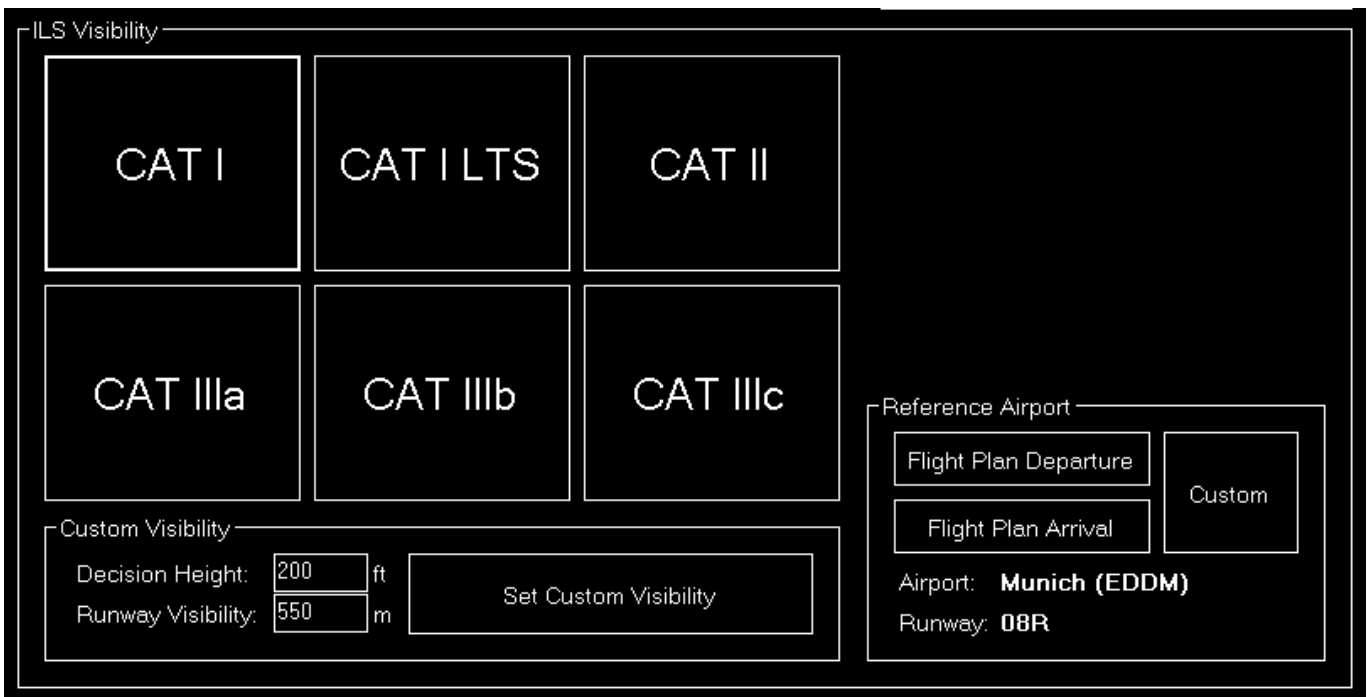 ILS Visibility
CAT I
CAT I LTS
CAT II
CAT IIIa
CAT IIIb
CAT IIIc
Custom Visibility
Decision Height: 200 ft
Runway Visibility: 550 m
Set Custom Visibility
Reference Airport
Flight Plan Departure
Flight Plan Arrival
Custom
Airport: Munich (EDDM)
Runway: 08R